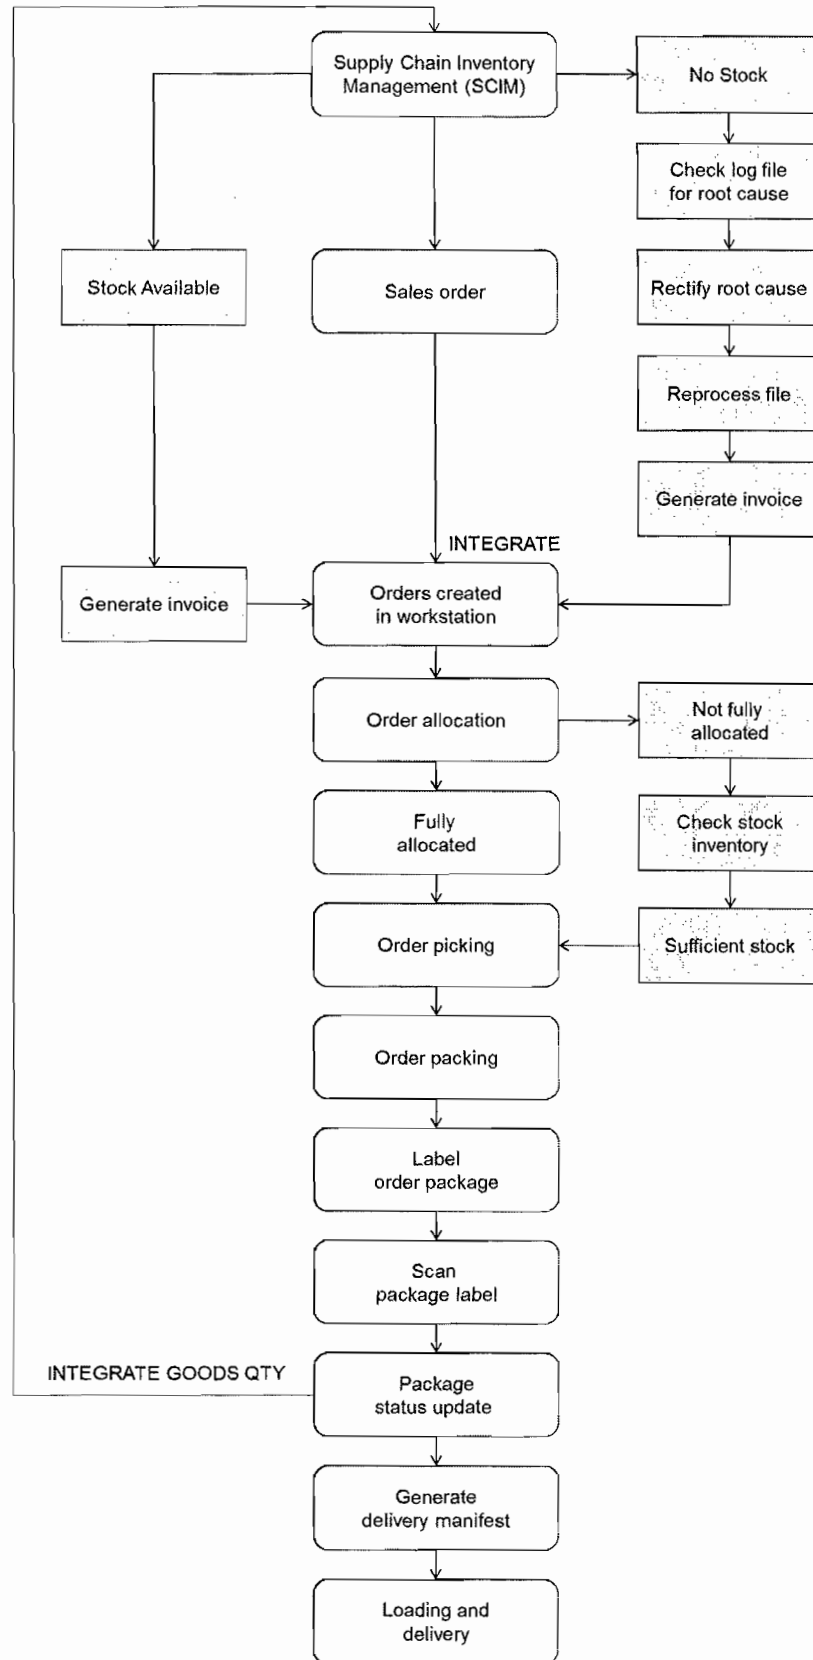 Supply Chain Inventory
Management (SCIM)
No Stock
Check log file
for root cause
Stock Available
Sales order
Rectify root cause
Reprocess file
Generate invoice
INTEGRATE
Generate invoice
Orders created
in workstation
Order allocation
Not fully
allocated
Fully
allocated
Check stock
inventory
Order picking
Sufficient stock
Order packing
Label
order package
Scan
package label
INTEGRATE GOODS QTY
Package
status update
Generate
delivery manifest
Loading and
delivery